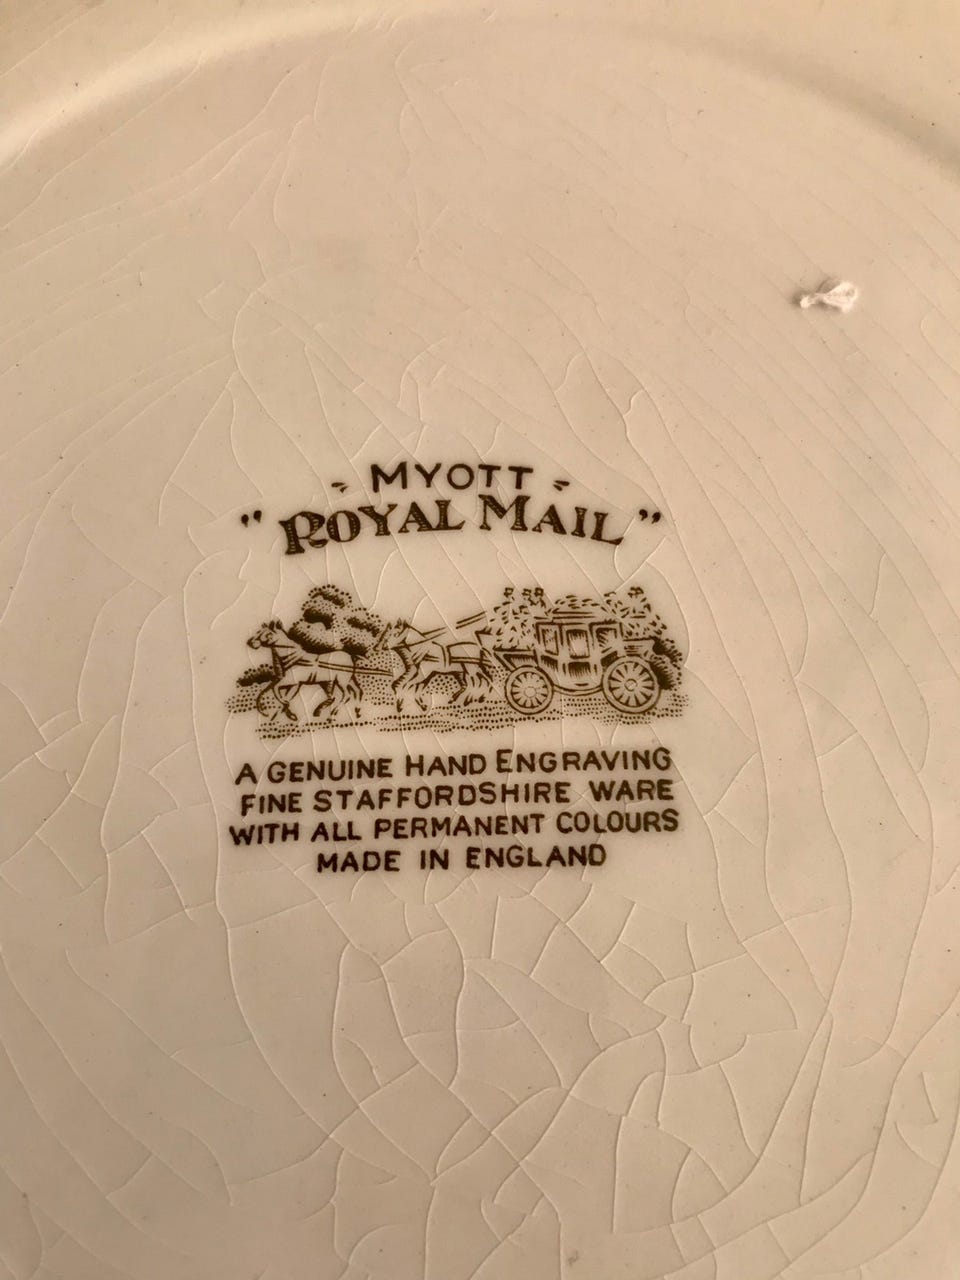 - MYOTT -
" ROYAL MAIL "
A GENUINE HAND ENGRAVING
FINE STAFFORDSHIRE WARE
WITH ALL PERMANENT COLOURS
MADE IN ENGLAND